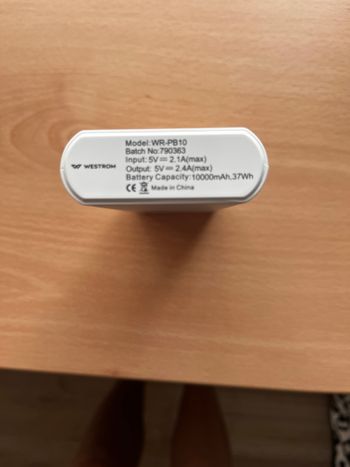 Model:WR-PB10
Batch No:790363
Input:5V⎓2.1A(max)
WESTROM
Output: 5V⎓2.4A(max)
Battery Capacity:10000mAh.37Wh
CE Made in China